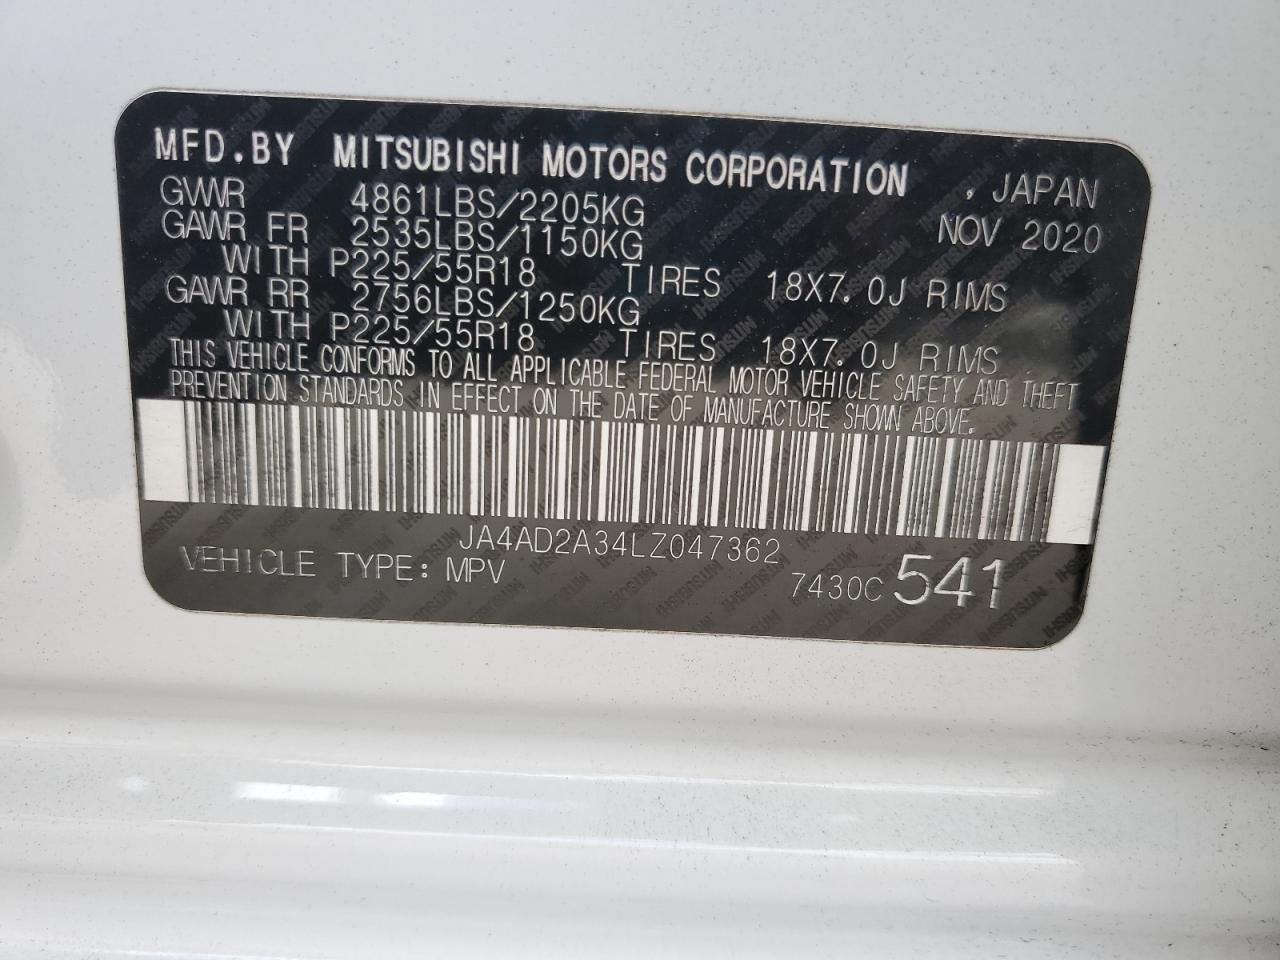 MFD.BY MITSUBISHI MOTORS CORPORATION , JAPAN
GVWR 4861LBS/2205KG NOV 2020
GAWR FR 2535LBS/1150KG
WITH P225/55R18 TIRES 18X7.0J RIMS
GAWR RR 2756LBS/1250KG
WITH P225/55R18 TIRES 18X7.0J RIMS
THIS VEHICLE CONFORMS TO ALL APPLICABLE FEDERAL MOTOR VEHICLE SAFETY AND THEFT
PREVENTION STANDARDS IN EFFECT ON THE DATE OF MANUFACTURE SHOWN ABOVE.
JA4AD2A34LZ047362
VEHICLE TYPE: MPV 7430C 541